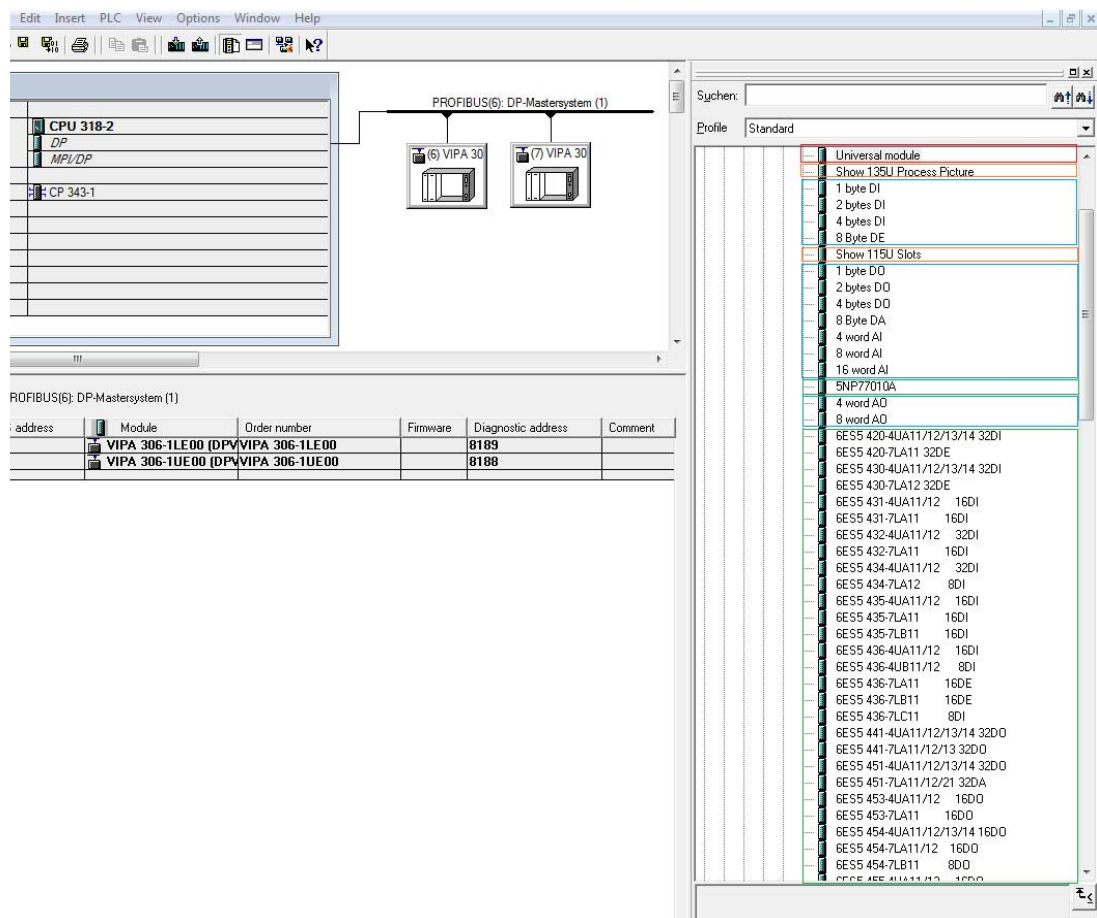 Edit Insert PLC View Options Window Help
PROFIBUS(6): DP-Mastersystem (1)
CPU 318-2
DP
MPI/DP
CP 343-1
(6) VIPA 30
(7) VIPA 30
ROFIBUS(6): DP-Mastersystem (1)
address Module Order number Firmware Diagnostic address Comment
VIPA 306-1LE00 (DPV VIPA 306-1LE00 8189
VIPA 306-1UE00 (DPV VIPA 306-1UE00 8188
Suchen:
Profile Standard
Universal module
Show 135U Process Picture
1 byte DI
2 bytes DI
4 bytes DI
8 Byte DE
Show 115U Slots
1 byte DO
2 bytes DO
4 bytes DO
8 Byte DA
4 word AI
8 word AI
16 word AI
5NP77010A
4 word AO
8 word AO
6ES5 420-4UA11/12/13/14 32DI
6ES5 420-7LA11 32DE
6ES5 430-4UA11/12/13/14 32DI
6ES5 430-7LA12 32DE
6ES5 431-4UA11/12 16DI
6ES5 431-7LA11 16DI
6ES5 432-4UA11/12 32DI
6ES5 432-7LA11 16DI
6ES5 434-4UA11/12 32DI
6ES5 434-7LA12 8DI
6ES5 435-4UA11/12 16DI
6ES5 435-7LA11 16DI
6ES5 435-7LB11 16DI
6ES5 436-4UA11/12 16DI
6ES5 436-4UB11/12 8DI
6ES5 436-7LA11 16DE
6ES5 436-7LB11 16DE
6ES5 436-7LC11 8DI
6ES5 441-4UA11/12/13/14 32DO
6ES5 441-7LA11/12/13 32DO
6ES5 451-4UA11/12/13/14 32DO
6ES5 451-7LA11/12/21 32DA
6ES5 453-4UA11/12 16DO
6ES5 453-7LA11 16DO
6ES5 454-4UA11/12/13/14 16DO
6ES5 454-7LA11/12 16DO
6ES5 454-7LB11 8DO
6ES5 455-4UA11/12 16DO